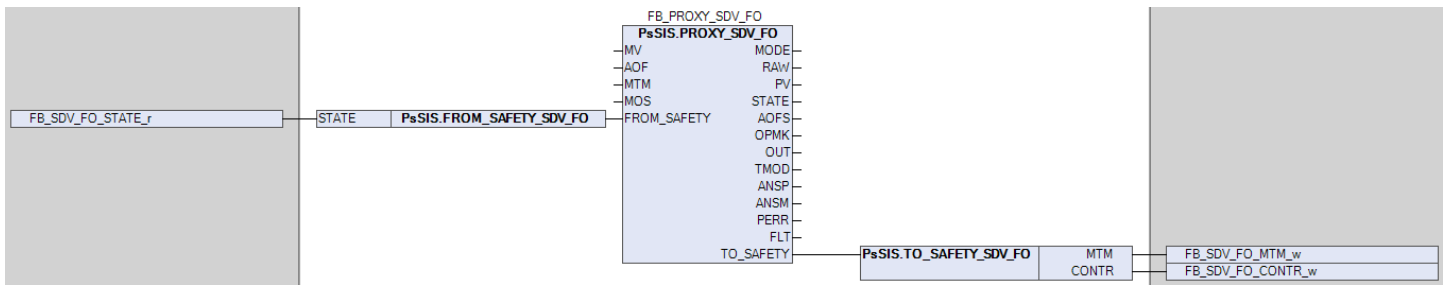 FB_PROXY_SDV_FO
PsSIS.PROXY_SDV_FO
MV MODE
AOF RAW
MTM PV
MOS STATE
FB_SDV_FO_STATE_r STATE PsSIS.FROM_SAFETY_SDV_FO FROM_SAFETY AOFS
OPMK
OUT
TMOD
ANSP
ANSM
PERR
FLT
TO_SAFETY PsSIS.TO_SAFETY_SDV_FO MTM FB_SDV_FO_MTM_w
CONTR FB_SDV_FO_CONTR_w